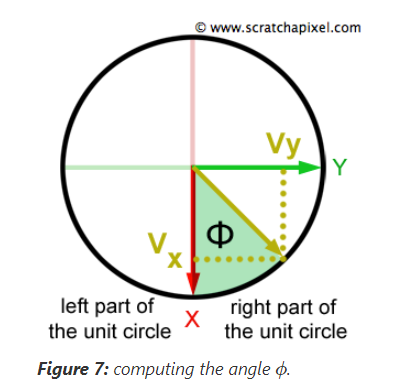 © www.scratchapixel.com
Vy
Y
Vx
Φ
left part of
the unit circle
X
right part of
the unit circle
Figure 7: computing the angle ϕ.